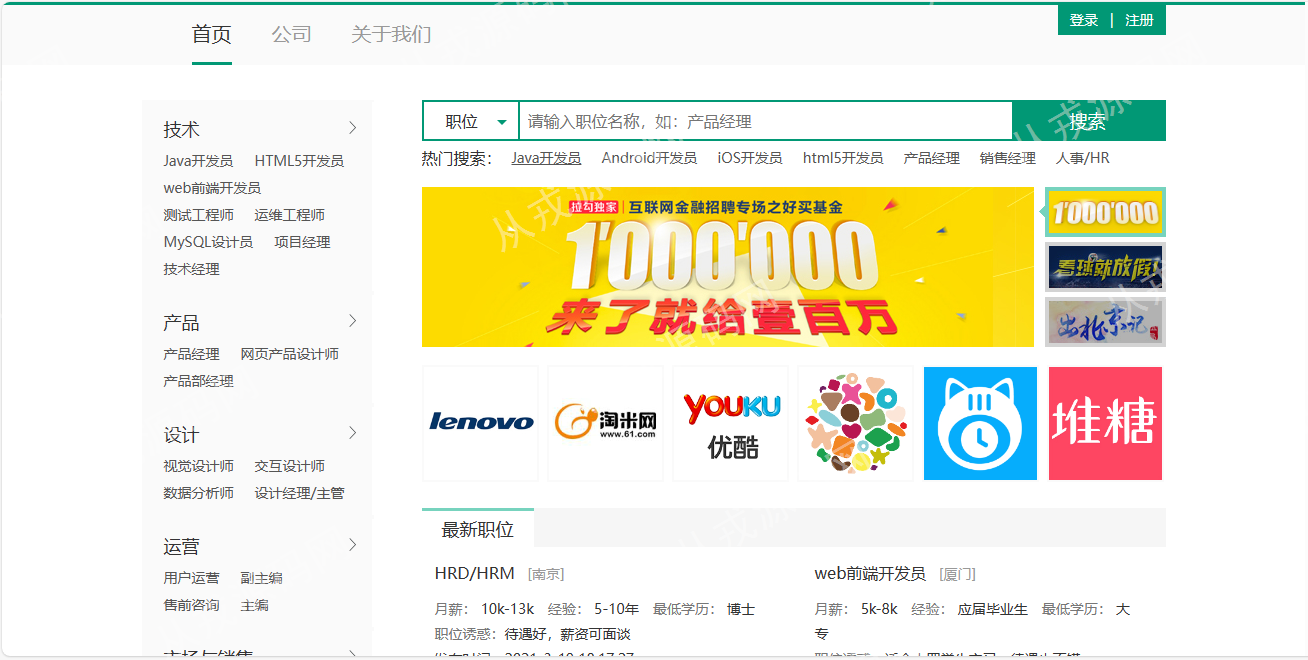 首页 公司 关于我们
登录 | 注册
技术
Java开发员 HTML5开发员
web前端开发员
测试工程师 运维工程师
MySQL设计员 项目经理
技术经理
产品
产品经理 网页产品设计师
产品部经理
设计
视觉设计师 交互设计师
数据分析师 设计经理/主管
运营
用户运营 副主编
售前咨询 主编
市场与销售
职位 请输入职位名称，如：产品经理 搜索
热门搜索： Java开发员 Android开发员 iOS开发员 html5开发员 产品经理 销售经理 人事/HR
拉勾独家 互联网金融招聘专场之好买基金
1'000'000
来了就给壹百万
1'000'000
看球就放假!
出北京记
lenovo
淘米网
www.61.com
YOUKU
优酷
堆糖
最新职位
HRD/HRM [南京]
月薪： 10k-13k 经验： 5-10年 最低学历： 博士
职位诱惑：待遇好，薪资可面谈
web前端开发员 [厦门]
月薪： 5k-8k 经验： 应届毕业生 最低学历： 大
专
从戎源
从戎源
从戎源